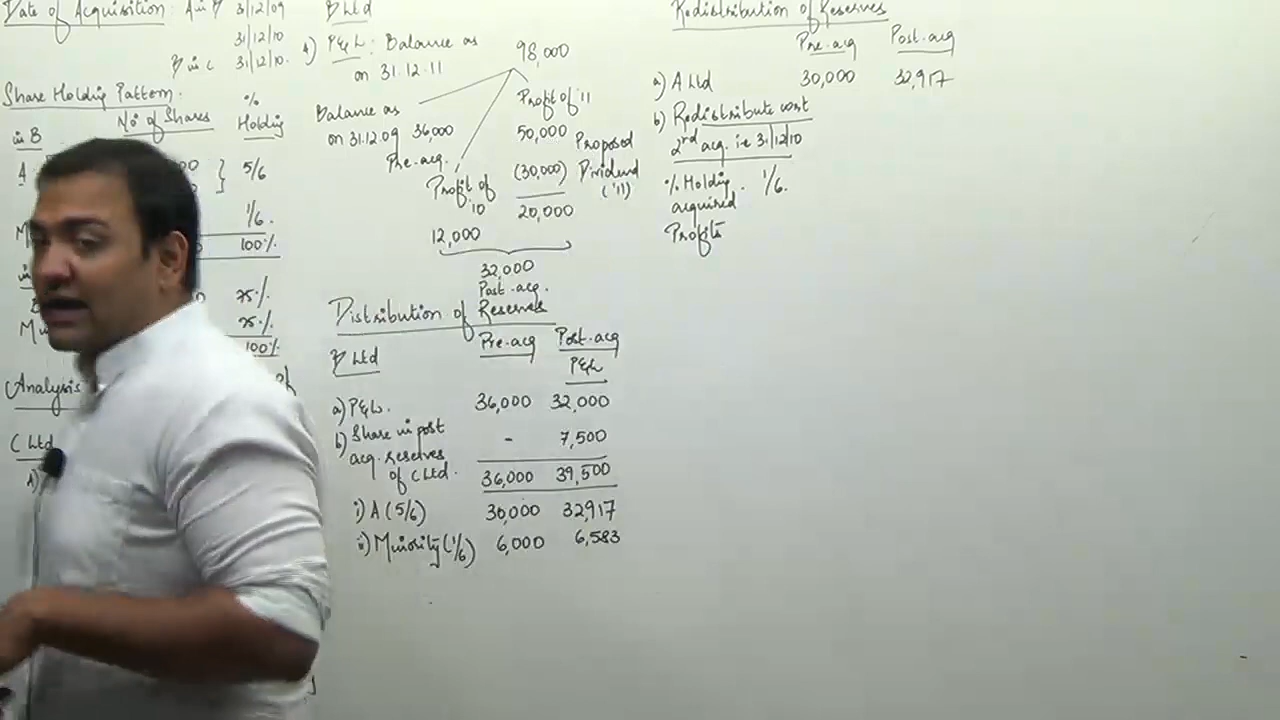 Date of Acquisition : A in B 31/12/09
31/12/10
B in C 31/12/10.
Share Holding Pattern.
No of Shares
%
Holding
in B
A
5/6
1/6.
100%
75%
25%
100%
Analysis
C Ltd
A)
B Ltd
A) P&L : Balance as
on 31.12.11
98,000
Balance as
on 31.12.09 36,000
Pre-acq.
Profit of '11
50,000
(30,000)
20,000
Proposed
Dividend
('11)
Profit of
'10
12,000
32,000
Post-acq.
Distribution of Reserves
Pre-acq Post-acq
B Ltd P&L
a) P&L. 36,000 32,000
b) Share in post
acq. reserves
of C Ltd.
- 7,500
36,000 39,500
i) A (5/6) 30,000 32,917
ii) Minority (1/6) 6,000 6,583
Redistribution of Reserves
Pre-acq Post-acq
a) A Ltd 30,000 32,917
b) Redistribute cost
2nd acq. i.e 31/12/10
% Holding . 1/6.
acquired
Profits